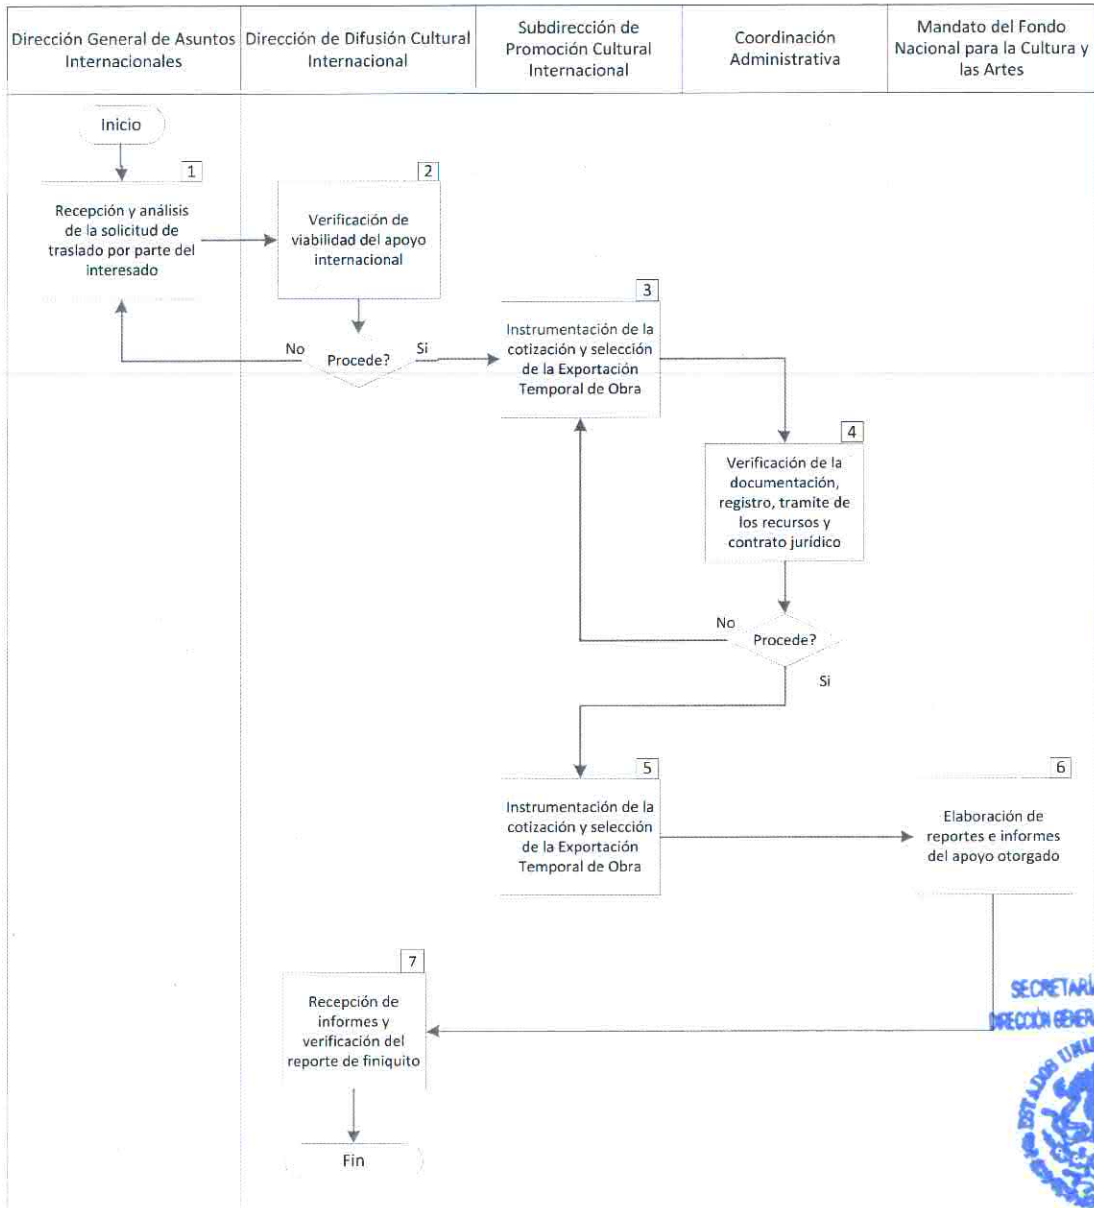 Dirección General de Asuntos
Internacionales
Dirección de Difusión Cultural
Internacional
Subdirección de
Promoción Cultural
Internacional
Coordinación
Administrativa
Mandato del Fondo
Nacional para la Cultura y
las Artes
Inicio
1
Recepción y análisis
de la solicitud de
traslado por parte del
interesado
2
Verificación de
viabilidad del apoyo
internacional
No
Procede?
Si
3
Instrumentación de la
cotización y selección
de la Exportación
Temporal de Obra
4
Verificación de la
documentación,
registro, tramite de
los recursos y
contrato jurídico
No
Procede?
Si
5
Instrumentación de la
cotización y selección
de la Exportación
Temporal de Obra
6
Elaboración de
reportes e informes
del apoyo otorgado
7
Recepción de
informes y
verificación del
reporte de finiquito
Fin
SECRETARÍA
DIRECCIÓN GENER
ESTADOS